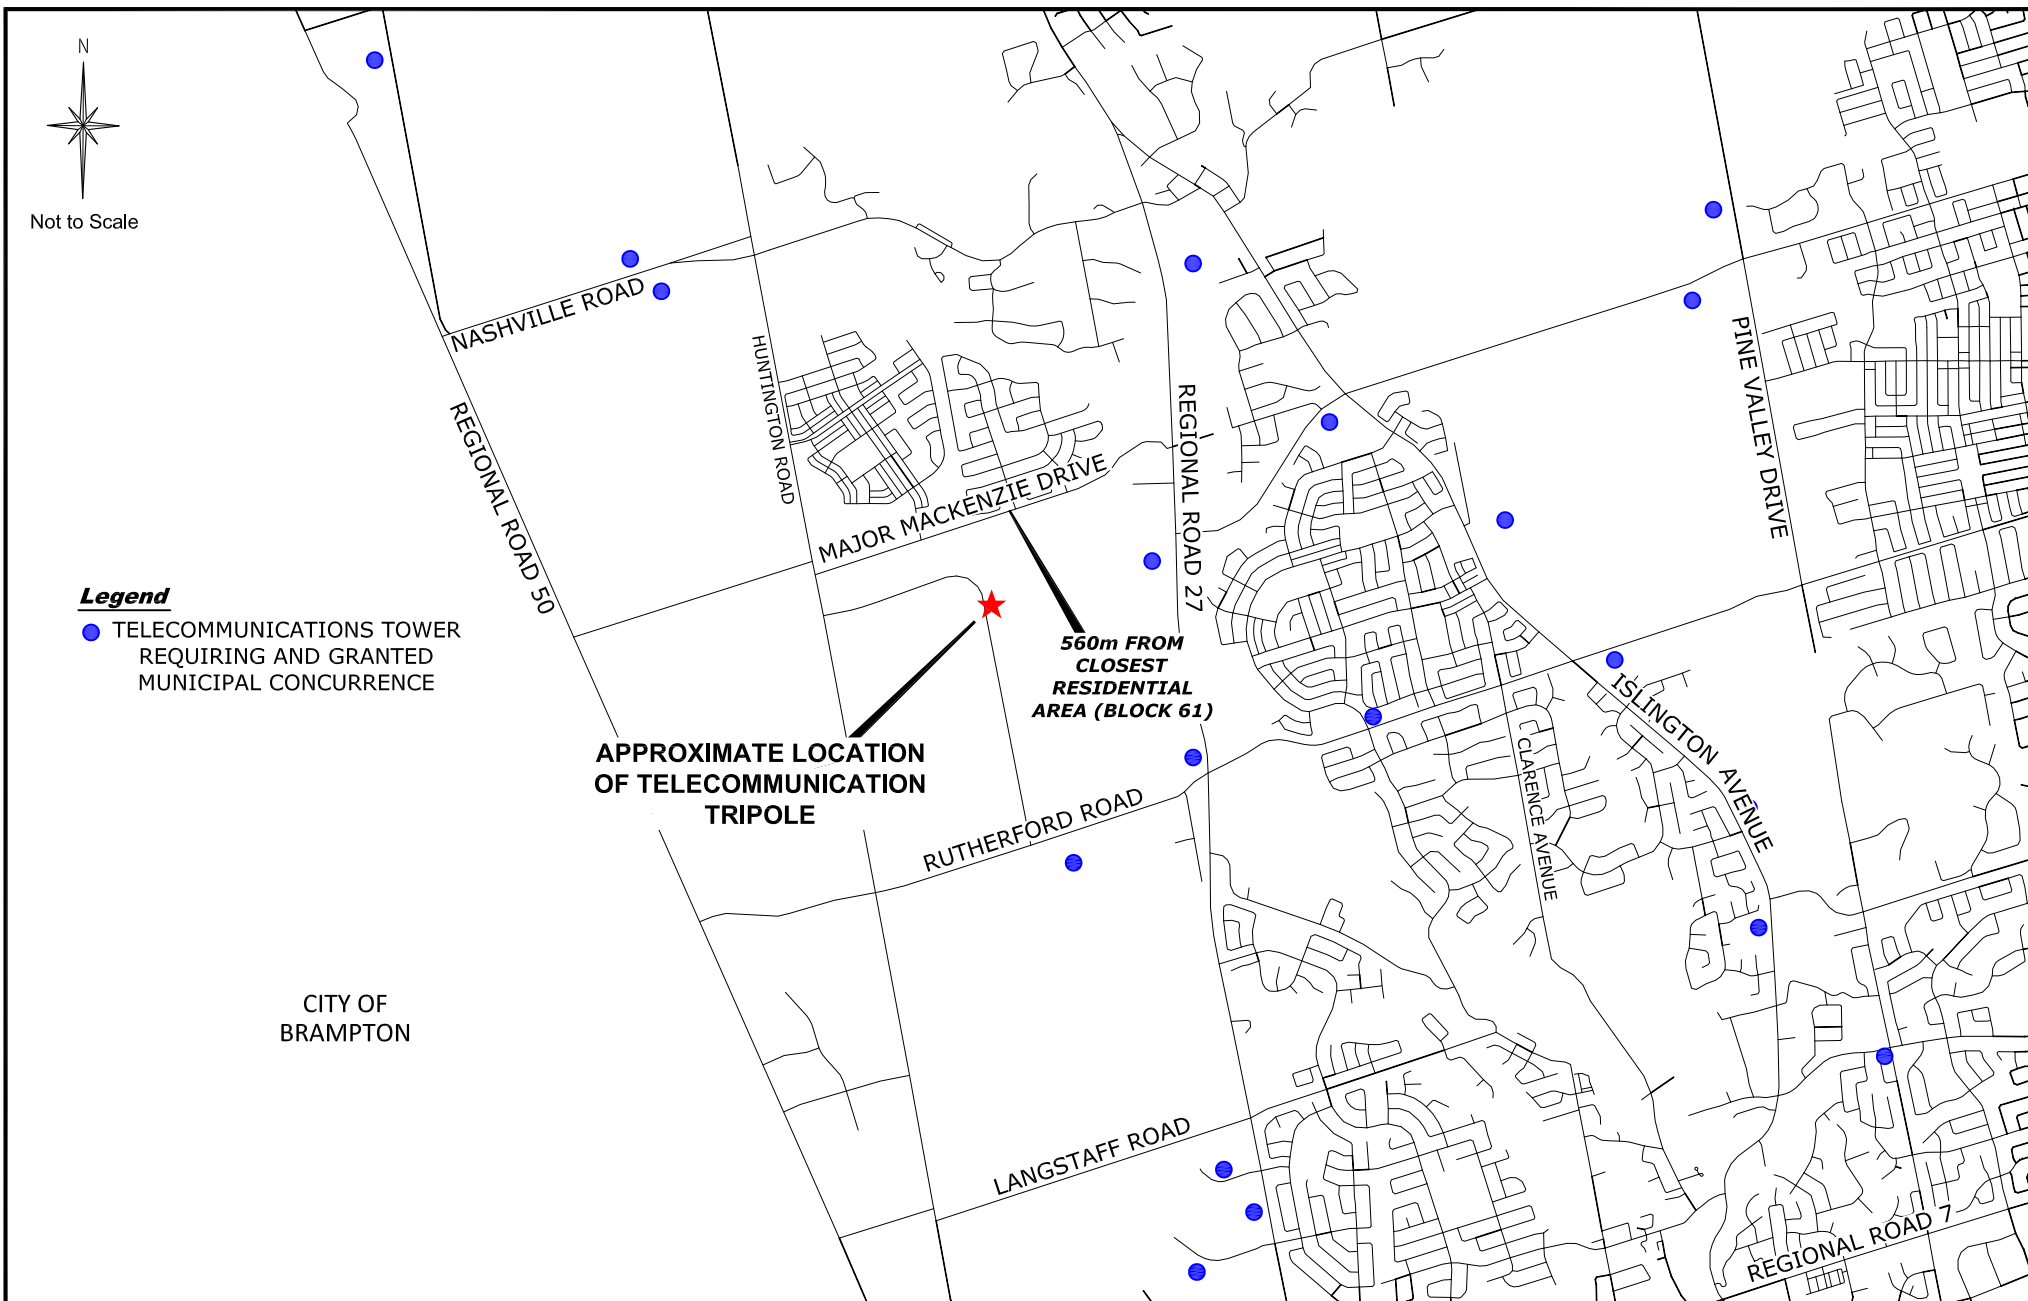 N
Not to Scale
NASHVILLE ROAD
HUNTINGTON ROAD
REGIONAL ROAD 50
REGIONAL ROAD 27
PINE VALLEY DRIVE
MAJOR MACKENZIE DRIVE
Legend
TELECOMMUNICATIONS TOWER
REQUIRING AND GRANTED
MUNICIPAL CONCURRENCE
560m FROM
CLOSEST
RESIDENTIAL
AREA (BLOCK 61)
APPROXIMATE LOCATION
OF TELECOMMUNICATION
TRIPOLE
ISLINGTON AVENUE
CLARENCE AVENUE
RUTHERFORD ROAD
CITY OF
BRAMPTON
LANGSTAFF ROAD
REGIONAL ROAD 7